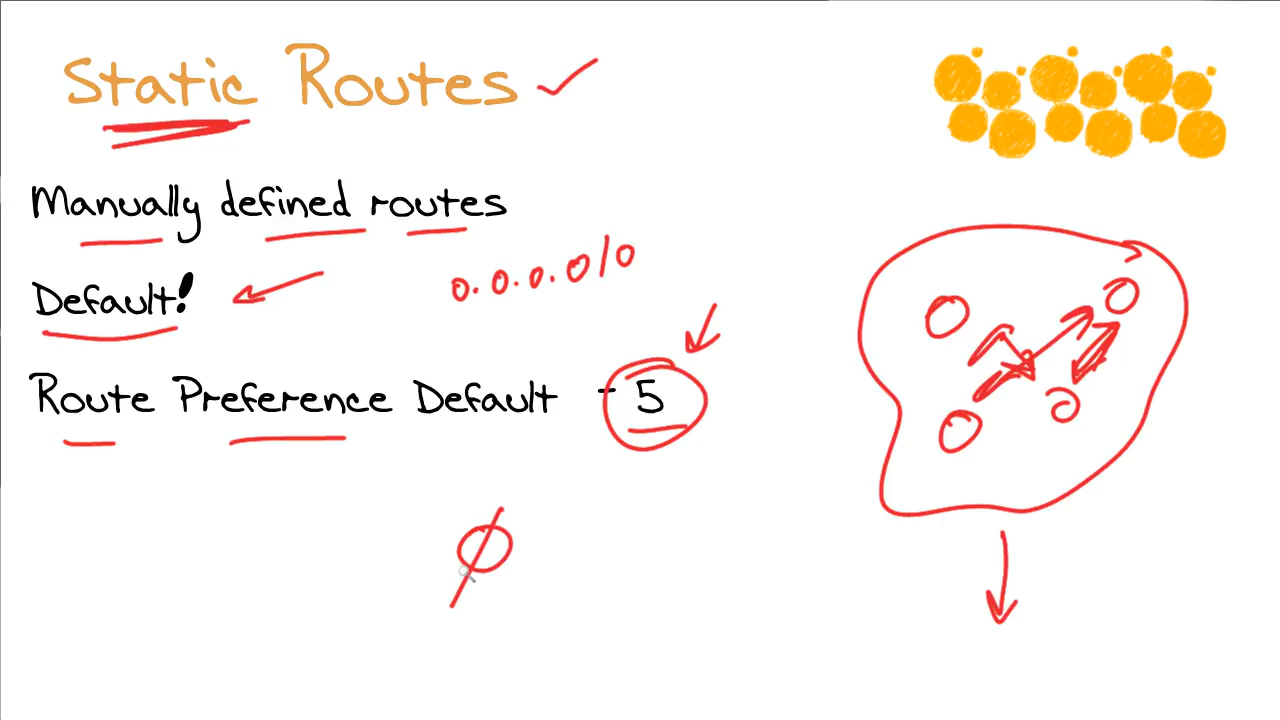 Static Routes
Manually defined routes
Default!
0.0.0.0/0
Route Preference Default - 5
Ø